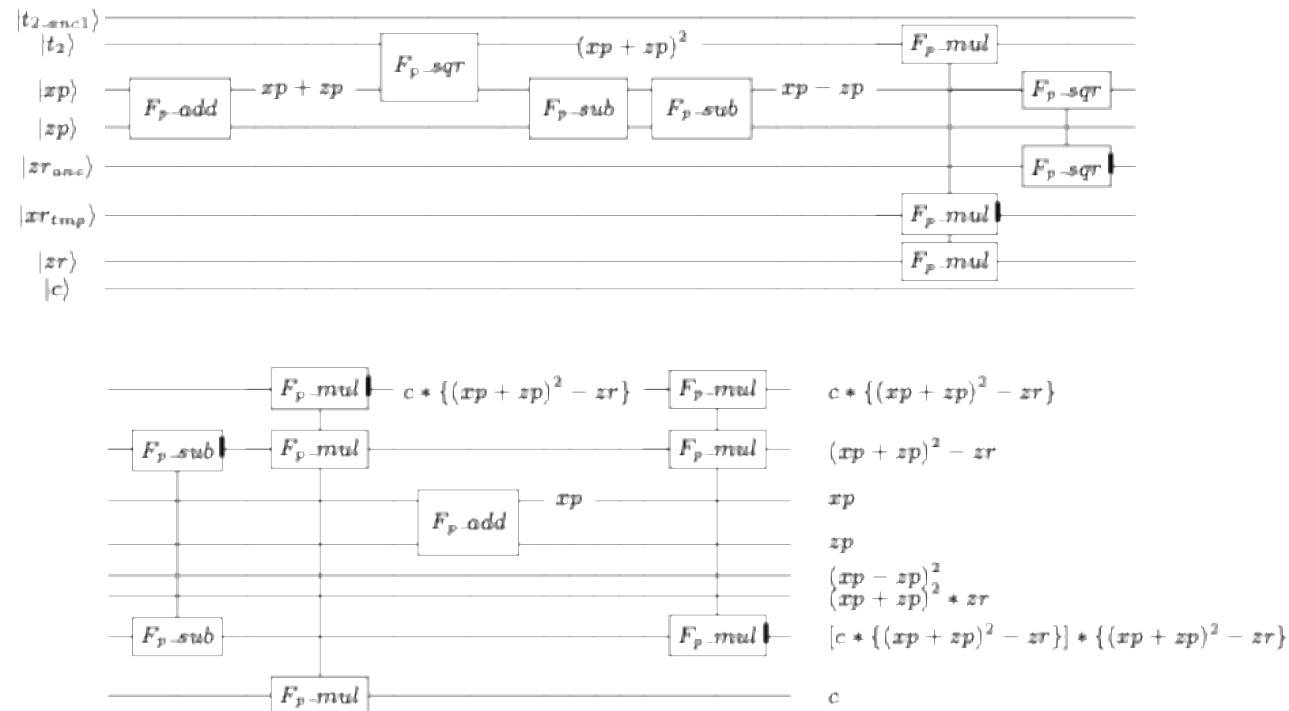 |t₂_anc1⟩
|t₂⟩ F_p_sqr (xp + zp)² F_p_mul
|xp⟩ F_p_add xp + zp F_p_sub F_p_sub xp − zp F_p_sqr
|zp⟩
|zr_anc⟩ F_p_sqr
|xr_tmp⟩ F_p_mul
|zr⟩ F_p_mul
|c⟩
F_p_mul c ∗ {(xp + zp)² − zr} F_p_mul c ∗ {(xp + zp)² − zr}
F_p_sub F_p_mul F_p_mul (xp + zp)² − zr
F_p_add xp xp
zp
(xp − zp)²
(xp + zp)² ∗ zr
F_p_sub F_p_mul [c ∗ {(xp + zp)² − zr}] ∗ {(xp + zp)² − zr}
F_p_mul c